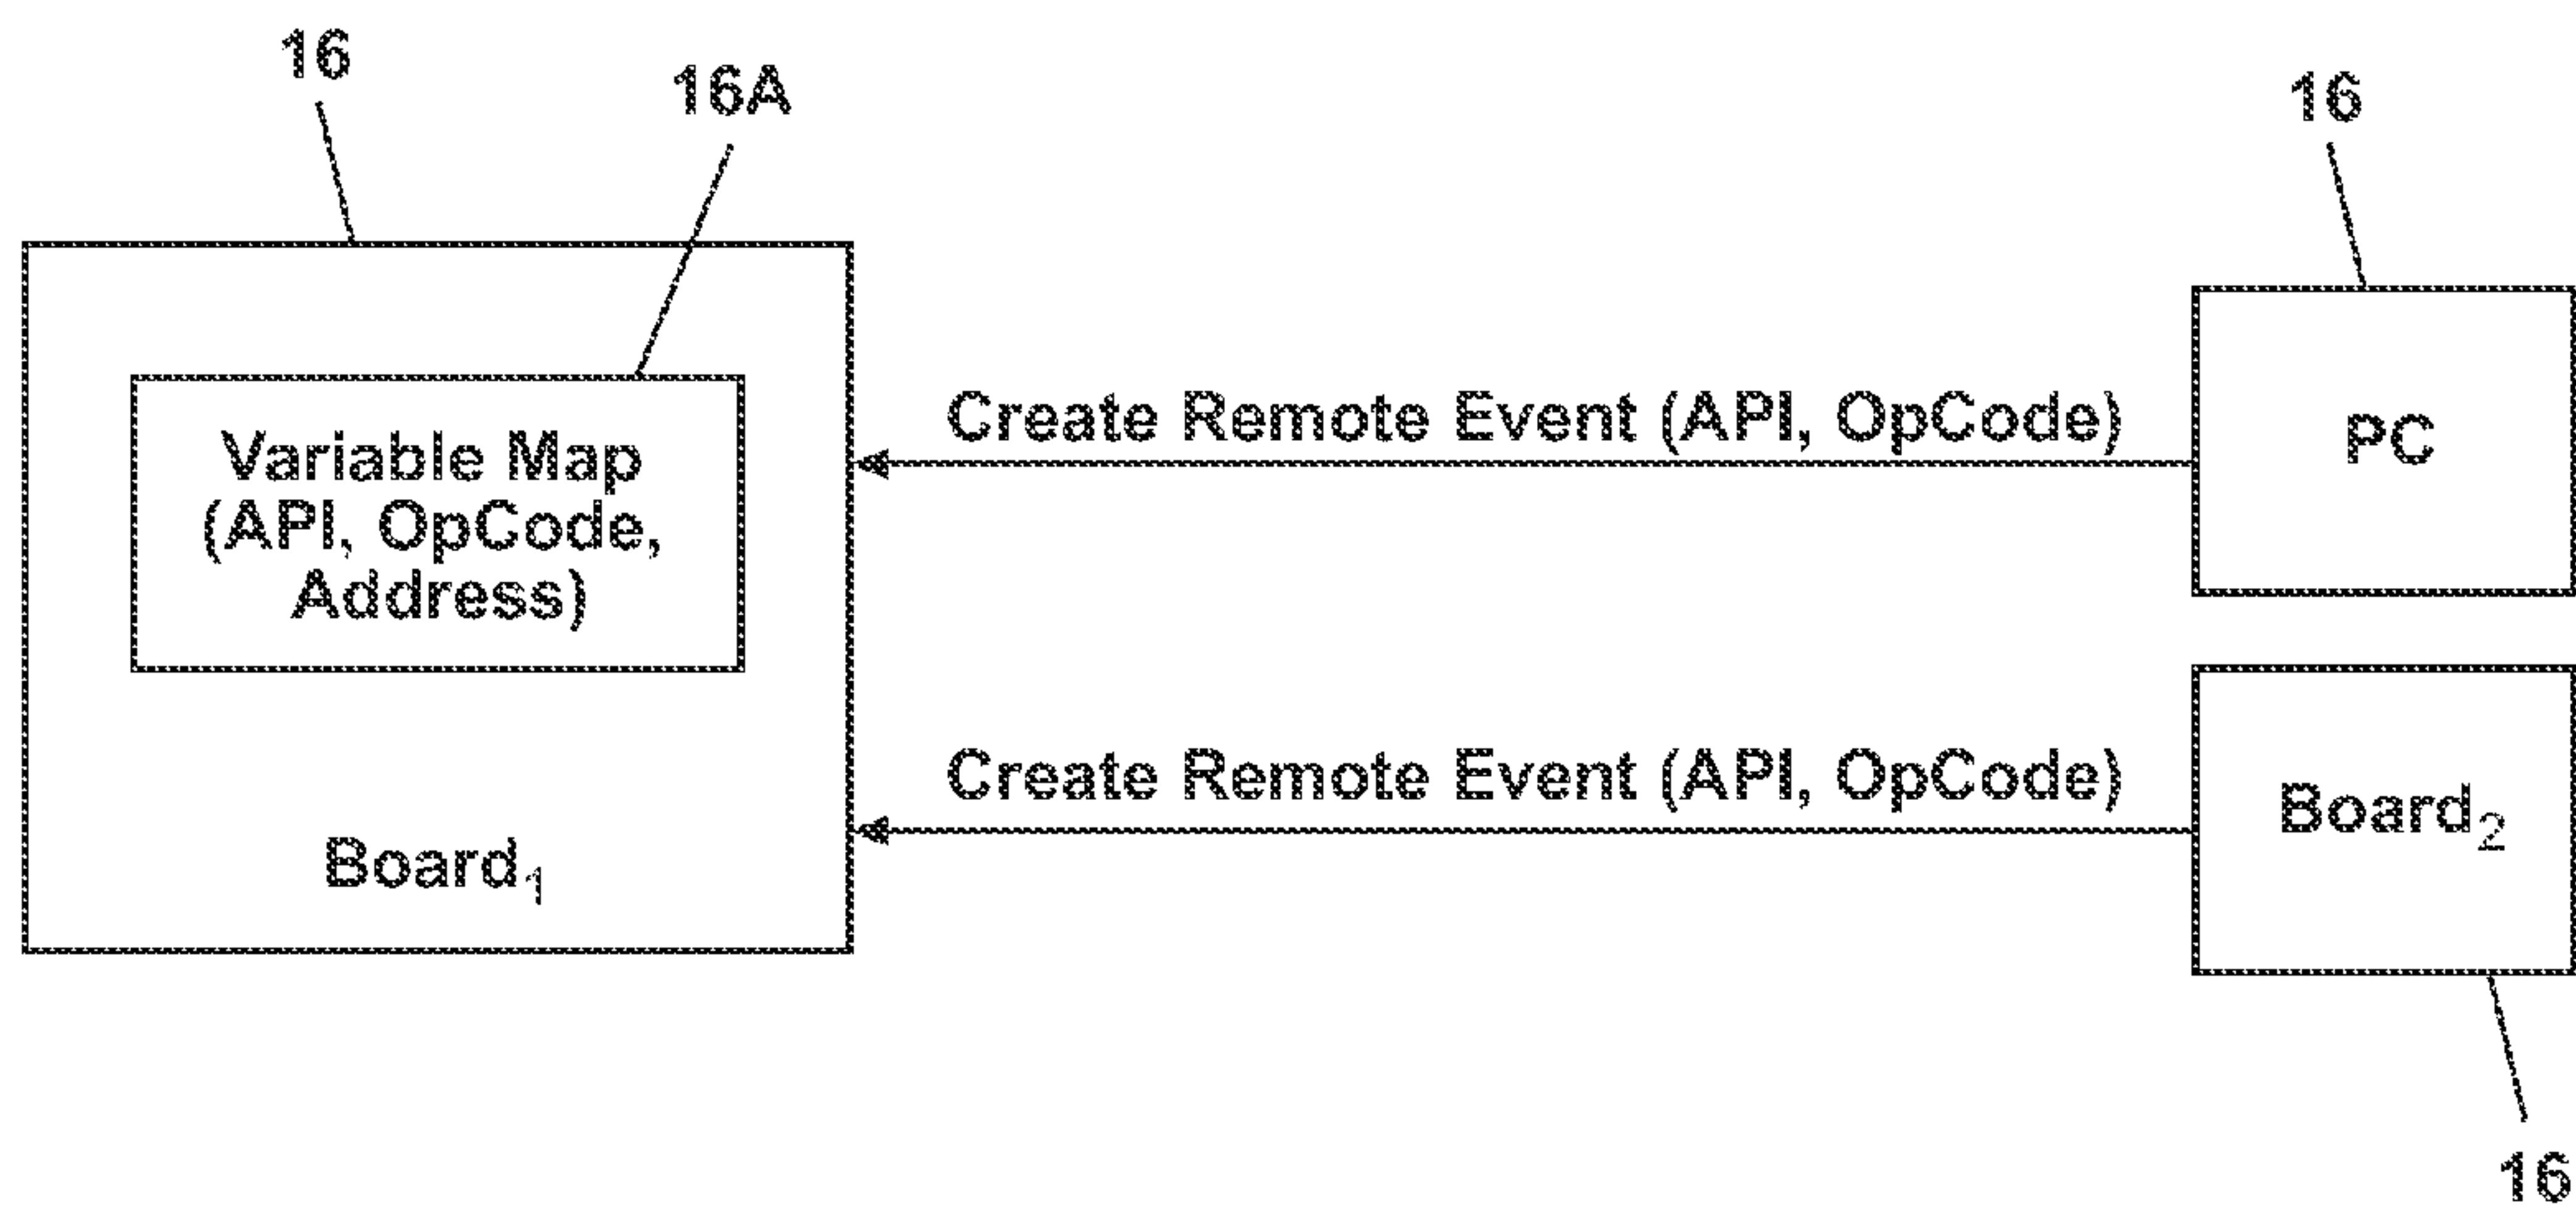 16
16A
16
Create Remote Event (API, OpCode)
PC
Variable Map
(API, OpCode,
Address)
Create Remote Event (API, OpCode)
Board₂
Board₁
16